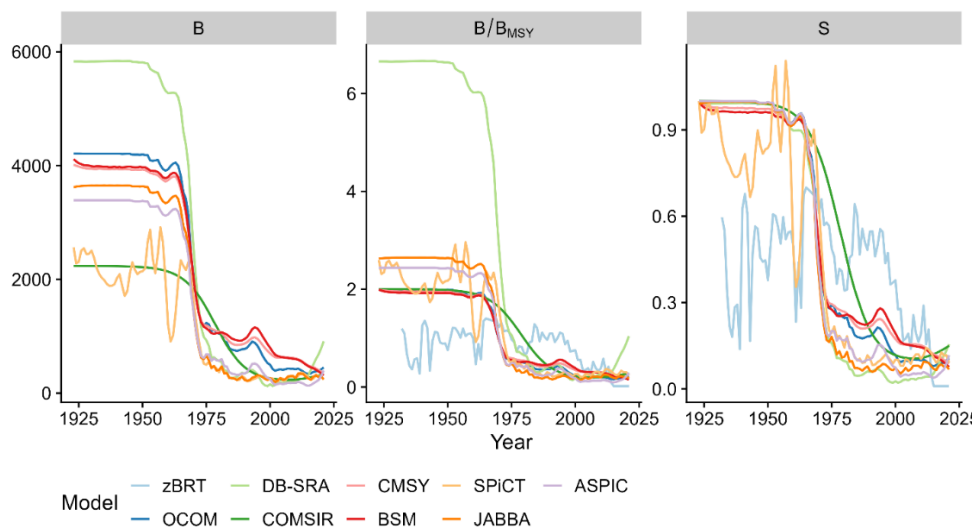 B
B/BMSY
S
6000
4000
2000
0
6
4
2
0
0.9
0.6
0.3
0.0
1925 1950 1975 2000 2025
1925 1950 1975 2000 2025
1925 1950 1975 2000 2025
Year
Model
zBRT DB-SRA CMSY SPiCT ASPIC
OCOM COMSIR BSM JABBA